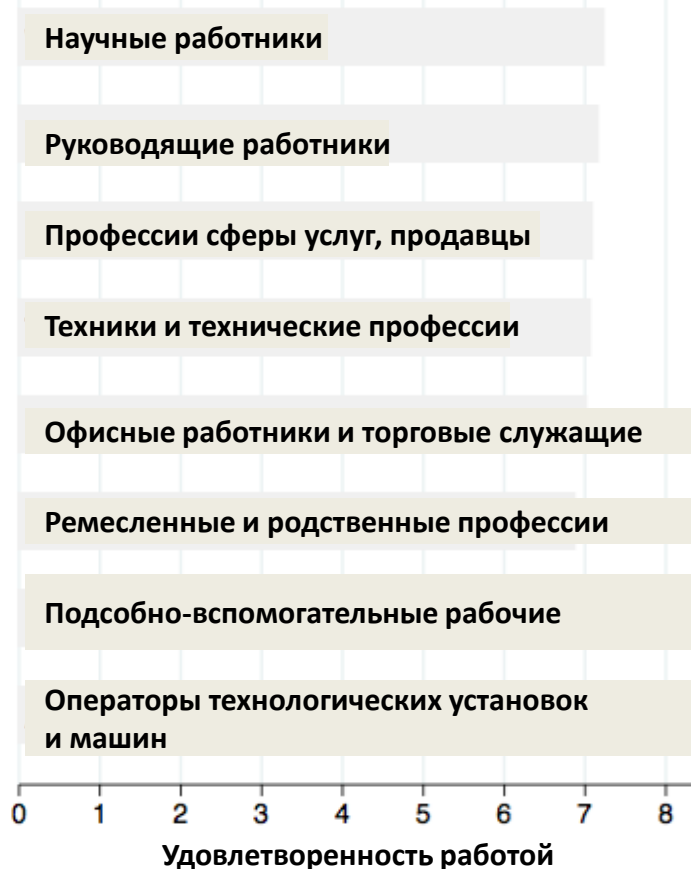 Научные работники
Руководящие работники
Профессии сферы услуг, продавцы
Техники и технические профессии
Офисные работники и торговые служащие
Ремесленные и родственные профессии
Подсобно-вспомогательные рабочие
Операторы технологических установок
и машин
0 1 2 3 4 5 6 7 8
Удовлетворенность работой